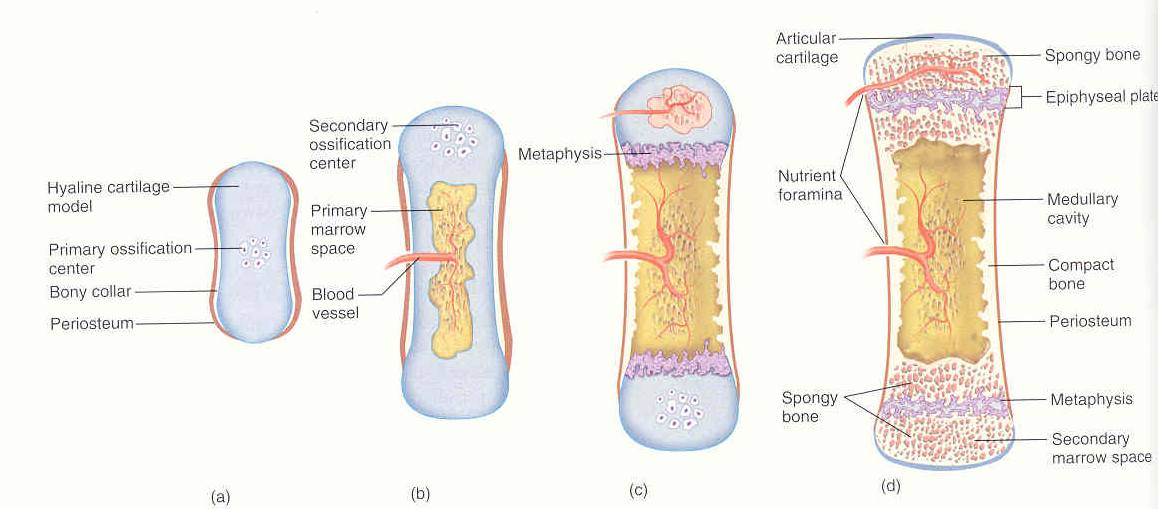 Hyaline cartilage
model
Primary ossification
center
Bony collar
Periosteum
(a)
Secondary
ossification
center
Primary
marrow
space
Blood
vessel
(b)
Metaphysis
(c)
Articular
cartilage
Nutrient
foramina
Spongy
bone
Spongy bone
Epiphyseal plate
Medullary
cavity
Compact
bone
Periosteum
Metaphysis
Secondary
marrow space
(d)